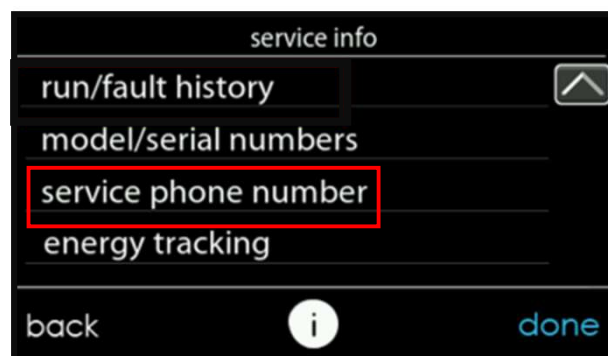 service info
run/fault history
model/serial numbers
service phone number
energy tracking
back i done